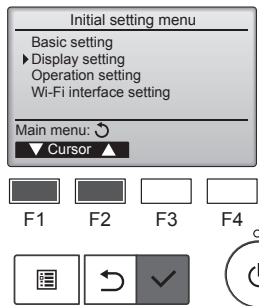 Initial setting menu
Basic setting
Display setting
Operation setting
Wi-Fi interface setting
Main menu:
Cursor
F1 F2 F3 F4